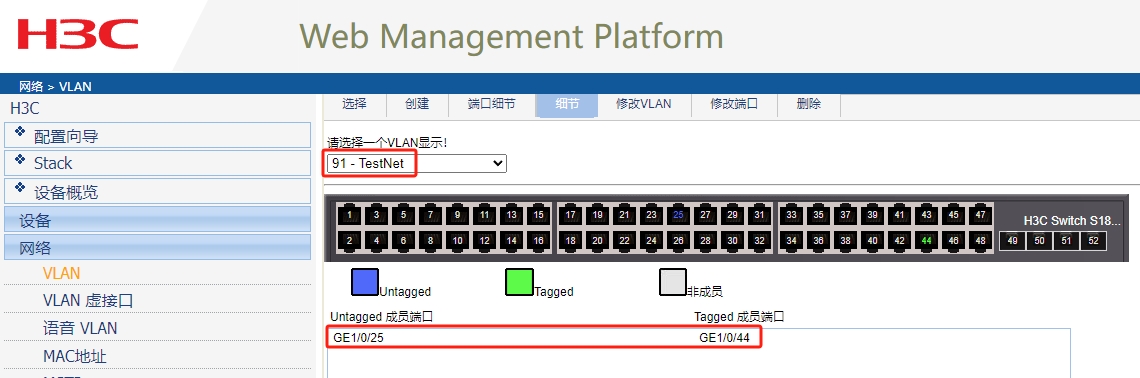 H3C
Web Management Platform
网络 > VLAN
H3C
配置向导
Stack
设备概览
设备
网络
VLAN
VLAN 虚接口
语音 VLAN
MAC地址
选择 创建 端口细节 细节 修改VLAN 修改端口 删除
请选择一个VLAN显示!
91 - TestNet
1 3 5 7 9 11 13 15 17 19 21 23 25 27 29 31 33 35 37 39 41 43 45 47
H3C Switch S18...
2 4 6 8 10 12 14 16 18 20 22 24 26 28 30 32 34 36 38 40 42 44 46 48 49 50 51 52
Untagged Tagged 非成员
Untagged 成员端口 Tagged 成员端口
GE1/0/25 GE1/0/44